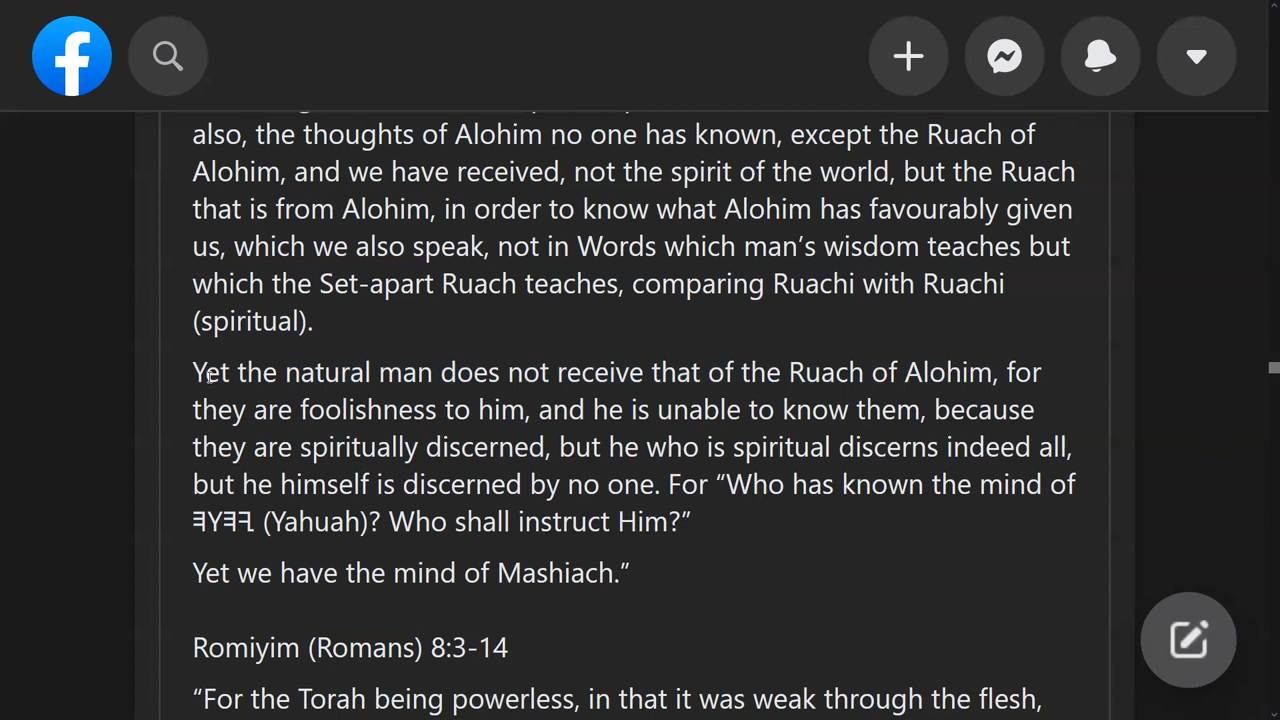 also, the thoughts of Alohim no one has known, except the Ruach of
Alohim, and we have received, not the spirit of the world, but the Ruach
that is from Alohim, in order to know what Alohim has favourably given
us, which we also speak, not in Words which man’s wisdom teaches but
which the Set-apart Ruach teaches, comparing Ruachi with Ruachi
(spiritual).
Yet the natural man does not receive that of the Ruach of Alohim, for
they are foolishness to him, and he is unable to know them, because
they are spiritually discerned, but he who is spiritual discerns indeed all,
but he himself is discerned by no one. For “Who has known the mind of
𐤄𐤅𐤄𐤉 (Yahuah)? Who shall instruct Him?”
Yet we have the mind of Mashiach.”
Romiyim (Romans) 8:3-14
“For the Torah being powerless, in that it was weak through the flesh,